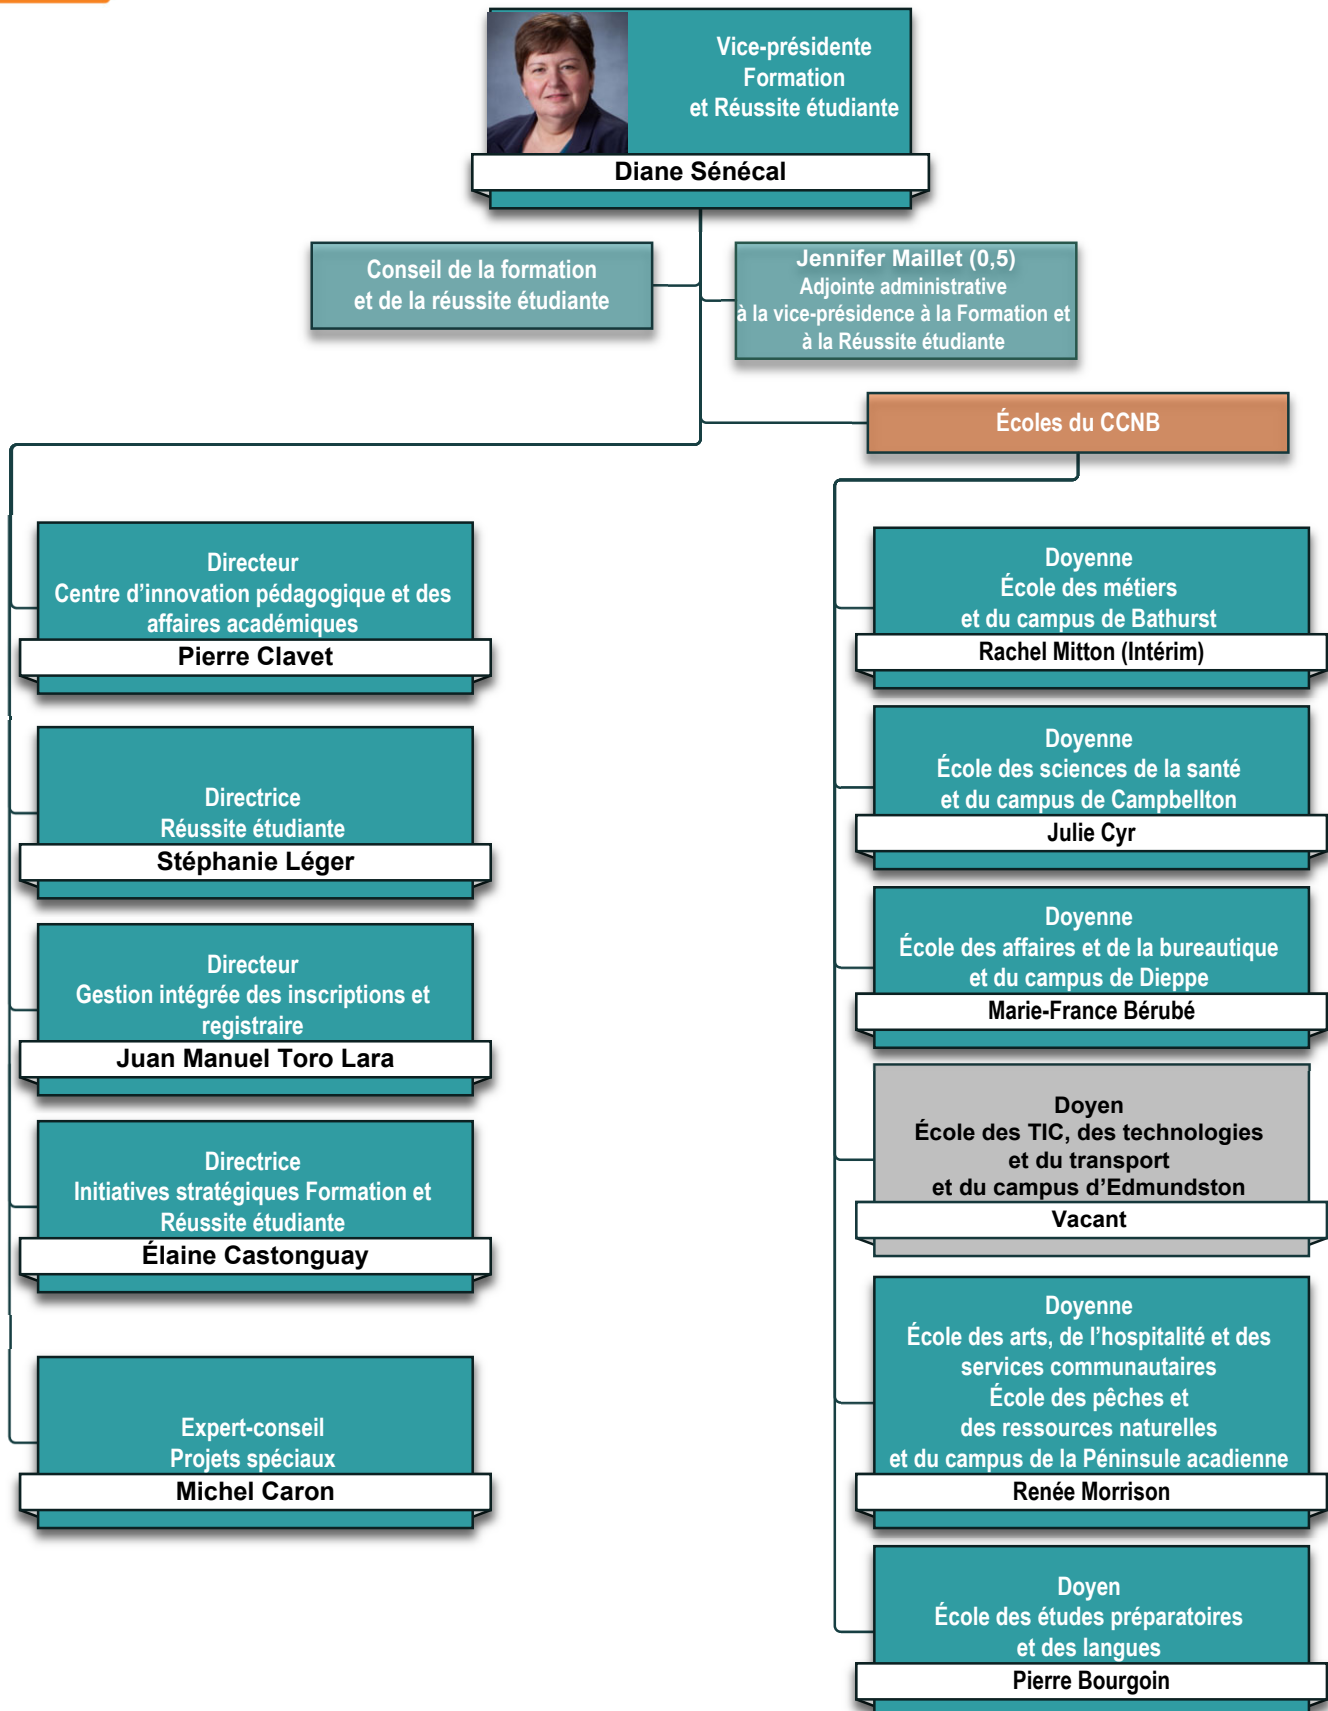 Vice-présidente
Formation
et Réussite étudiante
Diane Sénécal
Conseil de la formation
et de la réussite étudiante
Jennifer Maillet (0,5)
Adjointe administrative
à la vice-présidence à la Formation et
à la Réussite étudiante
Écoles du CCNB
Directeur
Centre d’innovation pédagogique et des
affaires académiques
Pierre Clavet
Directrice
Réussite étudiante
Stéphanie Léger
Directeur
Gestion intégrée des inscriptions et
registraire
Juan Manuel Toro Lara
Directrice
Initiatives stratégiques Formation et
Réussite étudiante
Élaine Castonguay
Expert-conseil
Projets spéciaux
Michel Caron
Doyenne
École des métiers
et du campus de Bathurst
Rachel Mitton (Intérim)
Doyenne
École des sciences de la santé
et du campus de Campbellton
Julie Cyr
Doyenne
École des affaires et de la bureautique
et du campus de Dieppe
Marie-France Bérubé
Doyen
École des TIC, des technologies
et du transport
et du campus d’Edmundston
Vacant
Doyenne
École des arts, de l’hospitalité et des
services communautaires
École des pêches et
des ressources naturelles
et du campus de la Péninsule acadienne
Renée Morrison
Doyen
École des études préparatoires
et des langues
Pierre Bourgoin